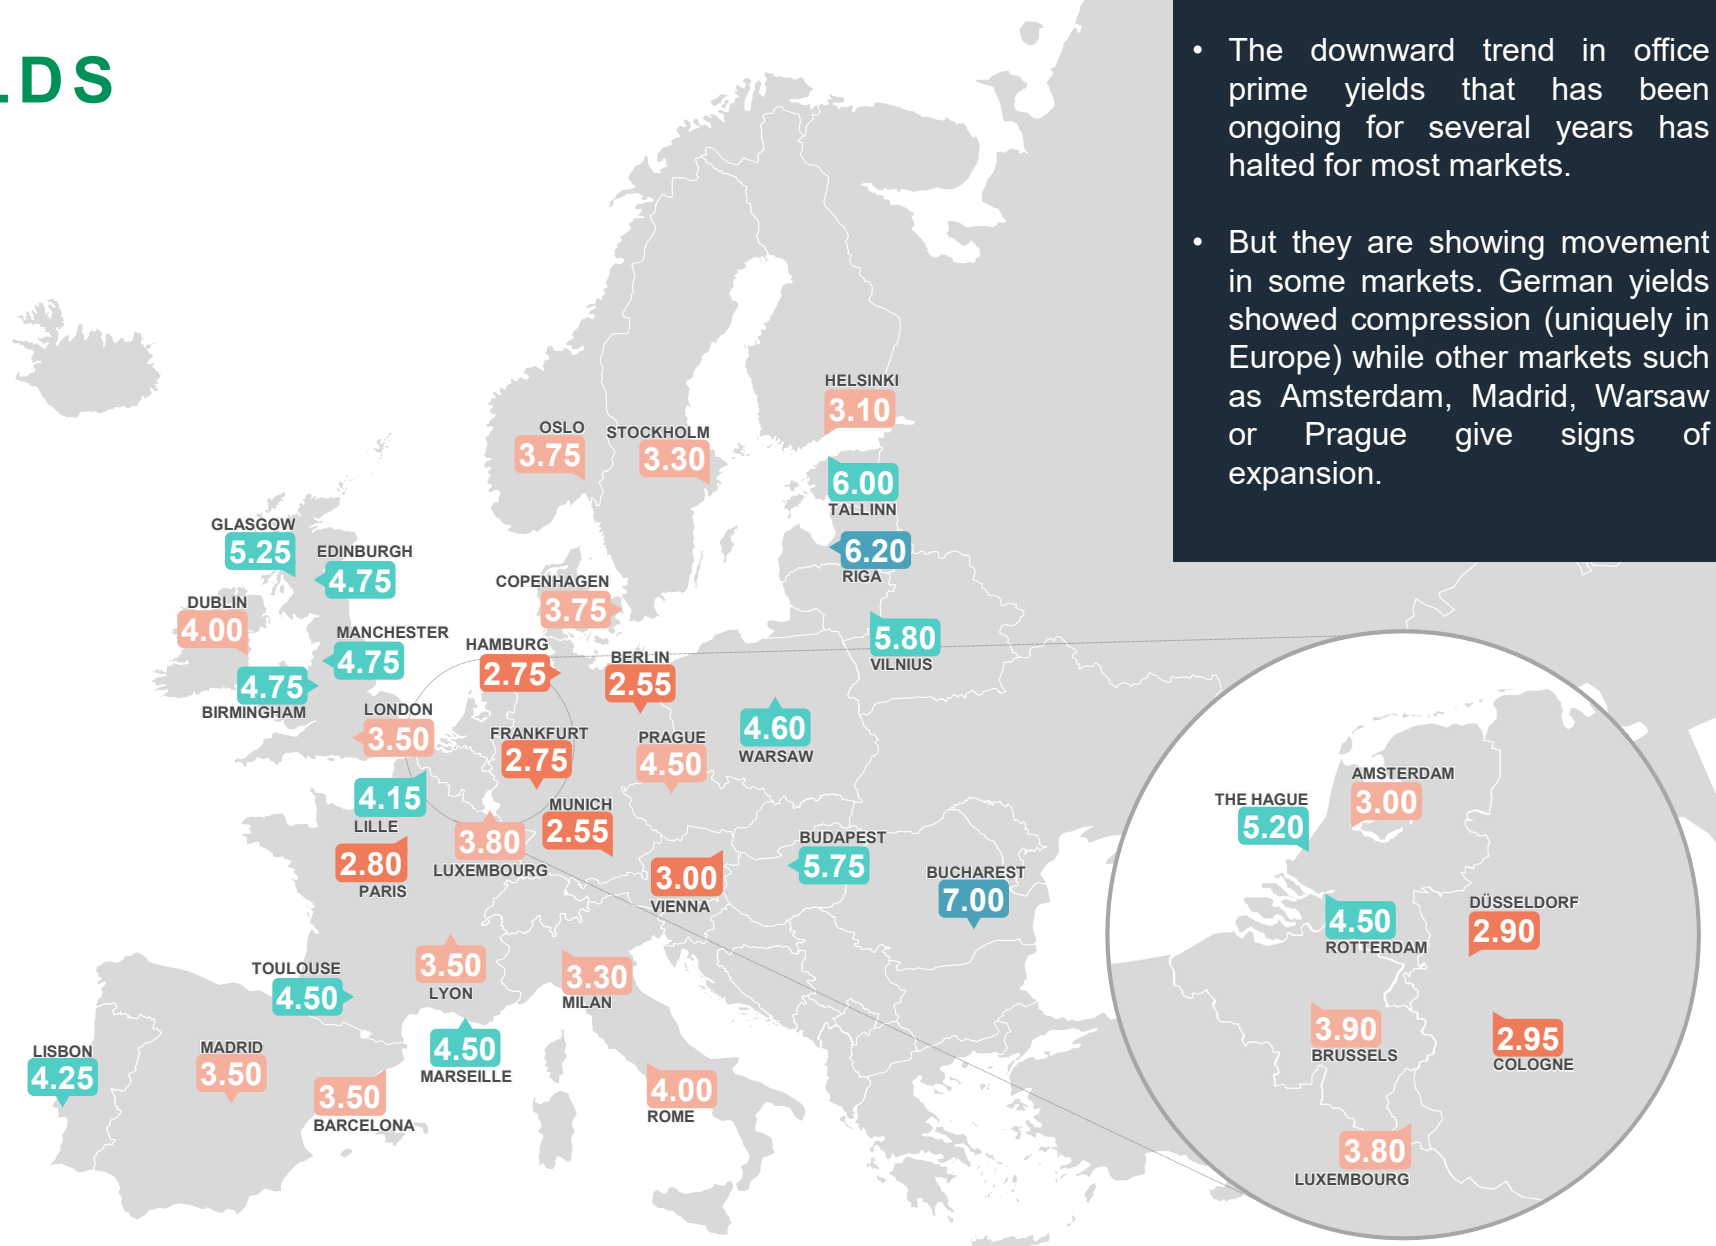 LDS
• The downward trend in office
prime yields that has been
ongoing for several years has
halted for most markets.
• But they are showing movement
in some markets. German yields
showed compression (uniquely in
Europe) while other markets such
as Amsterdam, Madrid, Warsaw
or Prague give signs of
expansion.
HELSINKI
3.10
OSLO
3.75
STOCKHOLM
3.30
6.00
TALLINN
GLASGOW
5.25
EDINBURGH
4.75
6.20
RIGA
COPENHAGEN
3.75
DUBLIN
4.00
MANCHESTER
4.75
5.80
VILNIUS
HAMBURG
2.75
BERLIN
2.55
4.75
BIRMINGHAM
LONDON
3.50
FRANKFURT
2.75
PRAGUE
4.50
4.60
WARSAW
4.15
LILLE
MUNICH
2.55
3.80
LUXEMBOURG
2.80
PARIS
3.00
VIENNA
BUDAPEST
5.75
BUCHAREST
7.00
TOULOUSE
4.50
3.50
LYON
3.30
MILAN
LISBON
4.25
MADRID
3.50
3.50
BARCELONA
4.50
MARSEILLE
4.00
ROME
AMSTERDAM
3.00
THE HAGUE
5.20
4.50
ROTTERDAM
DÜSSELDORF
2.90
3.90
BRUSSELS
2.95
COLOGNE
3.80
LUXEMBOURG